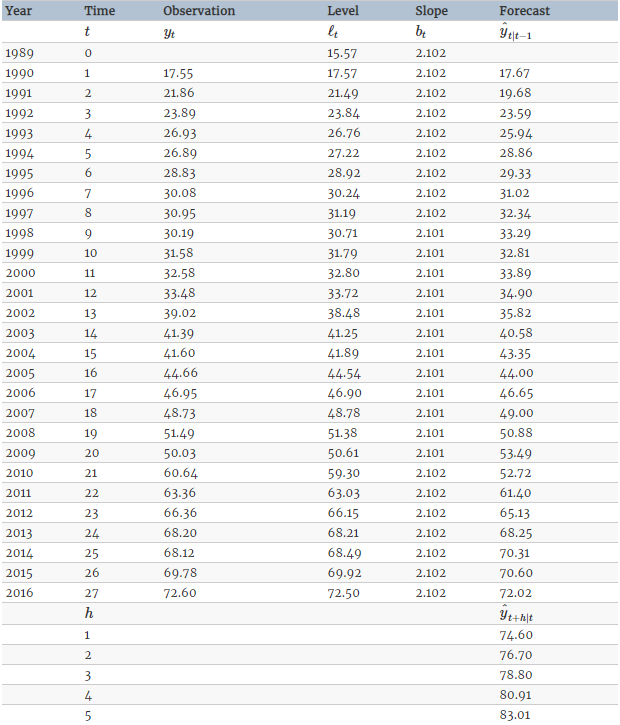 Year Time Observation Level Slope Forecast
t y_t ℓ_t b_t ŷ_{t|t−1}
1989 0 15.57 2.102
1990 1 17.55 17.57 2.102 17.67
1991 2 21.86 21.49 2.102 19.68
1992 3 23.89 23.84 2.102 23.59
1993 4 26.93 26.76 2.102 25.94
1994 5 26.89 27.22 2.102 28.86
1995 6 28.83 28.92 2.102 29.33
1996 7 30.08 30.24 2.102 31.02
1997 8 30.95 31.19 2.102 32.34
1998 9 30.19 30.71 2.101 33.29
1999 10 31.58 31.79 2.101 32.81
2000 11 32.58 32.80 2.101 33.89
2001 12 33.48 33.72 2.101 34.90
2002 13 39.02 38.48 2.101 35.82
2003 14 41.39 41.25 2.101 40.58
2004 15 41.60 41.89 2.101 43.35
2005 16 44.66 44.54 2.101 44.00
2006 17 46.95 46.90 2.101 46.65
2007 18 48.73 48.78 2.101 49.00
2008 19 51.49 51.38 2.101 50.88
2009 20 50.03 50.61 2.101 53.49
2010 21 60.64 59.30 2.102 52.72
2011 22 63.36 63.03 2.102 61.40
2012 23 66.36 66.15 2.102 65.13
2013 24 68.20 68.21 2.102 68.25
2014 25 68.12 68.49 2.102 70.31
2015 26 69.78 69.92 2.102 70.60
2016 27 72.60 72.50 2.102 72.02
h ŷ_{t+h|t}
1 74.60
2 76.70
3 78.80
4 80.91
5 83.01